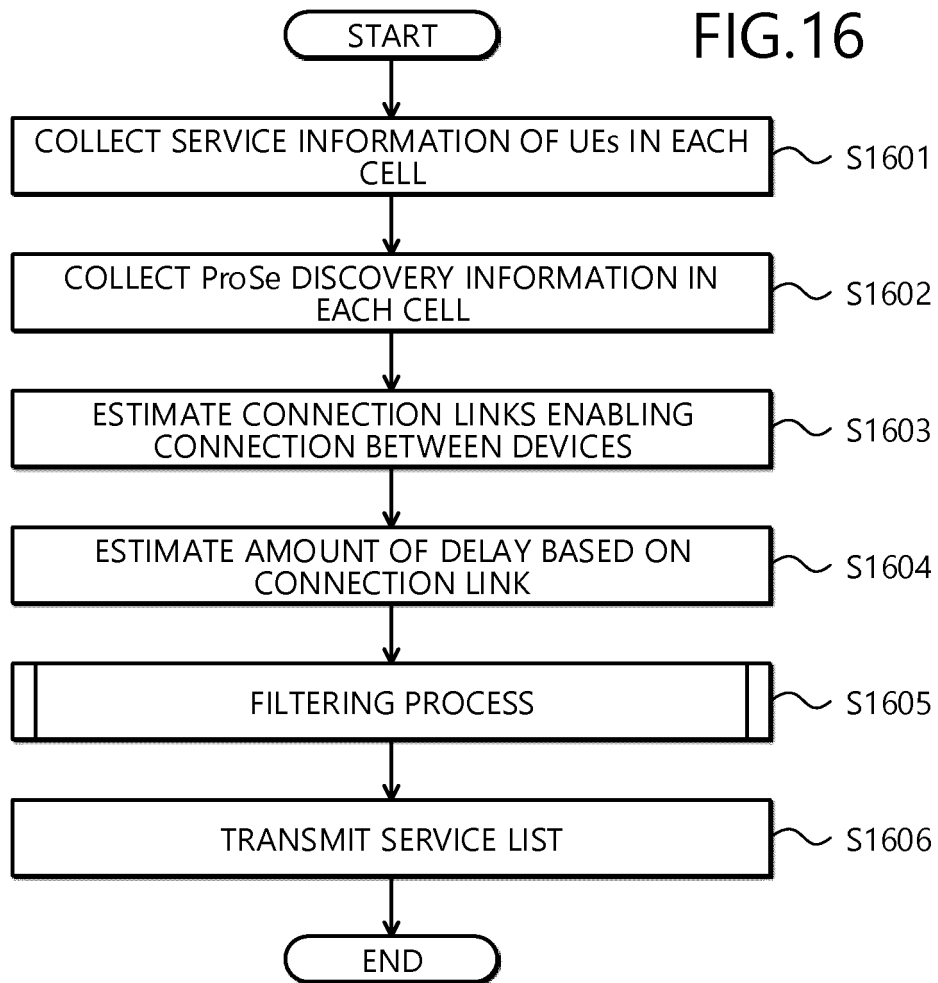 FIG.16
START
COLLECT SERVICE INFORMATION OF UEs IN EACH
CELL
S1601
COLLECT ProSe DISCOVERY INFORMATION IN
EACH CELL
S1602
ESTIMATE CONNECTION LINKS ENABLING
CONNECTION BETWEEN DEVICES
S1603
ESTIMATE AMOUNT OF DELAY BASED ON
CONNECTION LINK
S1604
FILTERING PROCESS
S1605
TRANSMIT SERVICE LIST
S1606
END